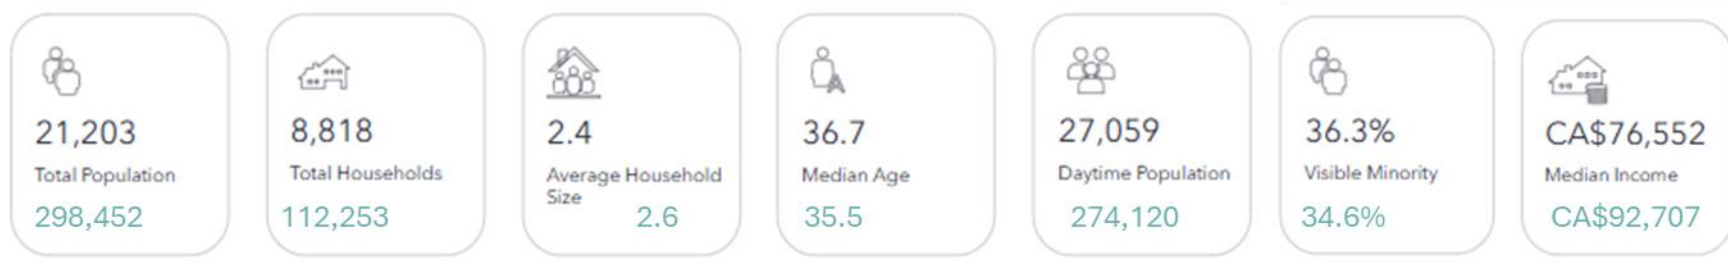 21,203
Total Population
298,452
8,818
Total Households
112,253
2.4
Average Household
Size
2.6
36.7
Median Age
35.5
27,059
Daytime Population
274,120
36.3%
Visible Minority
34.6%
CA$76,552
Median Income
CA$92,707